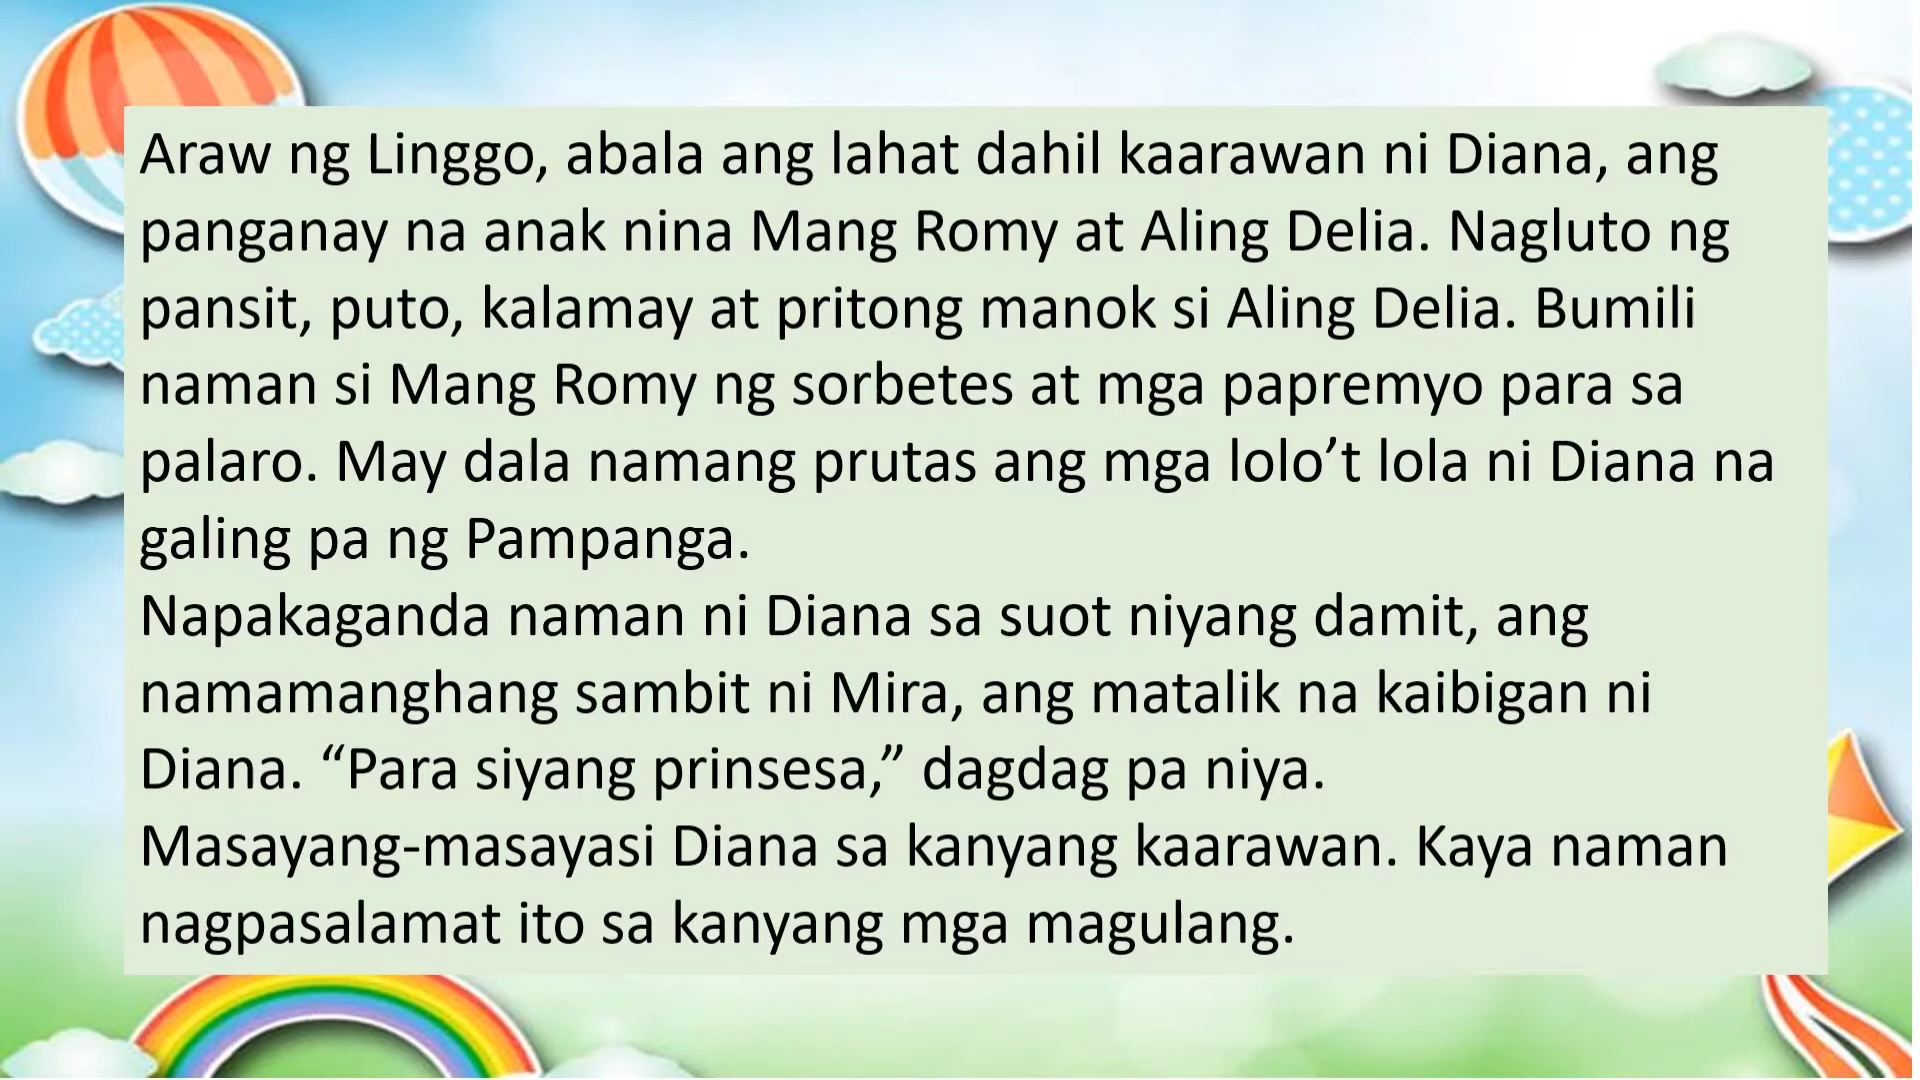 Araw ng Linggo, abala ang lahat dahil kaarawan ni Diana, ang
panganay na anak nina Mang Romy at Aling Delia. Nagluto ng
pansit, puto, kalamay at pritong manok si Aling Delia. Bumili
naman si Mang Romy ng sorbetes at mga papremyo para sa
palaro. May dala namang prutas ang mga lolo’t lola ni Diana na
galing pa ng Pampanga.
Napakaganda naman ni Diana sa suot niyang damit, ang
namamanghang sambit ni Mira, ang matalik na kaibigan ni
Diana. “Para siyang prinsesa,” dagdag pa niya.
Masayang-masayasi Diana sa kanyang kaarawan. Kaya naman
nagpasalamat ito sa kanyang mga magulang.